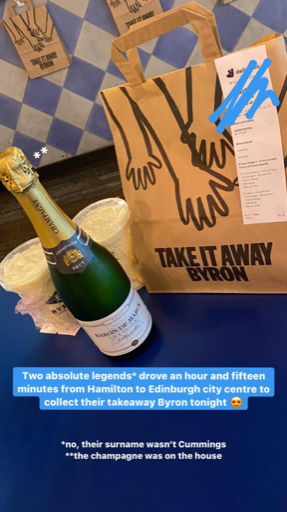 TAKE IT AWAY
BYRON
TAKE IT AWAY
CHAMPAGNE
**
TAKE IT AWAY
BYRON
BARON DE
Two absolute legends* drove an hour and fifteen
minutes from Hamilton to Edinburgh city centre to
collect their takeaway Byron tonight 😍
*no, their surname wasn't Cummings
**the champagne was on the house